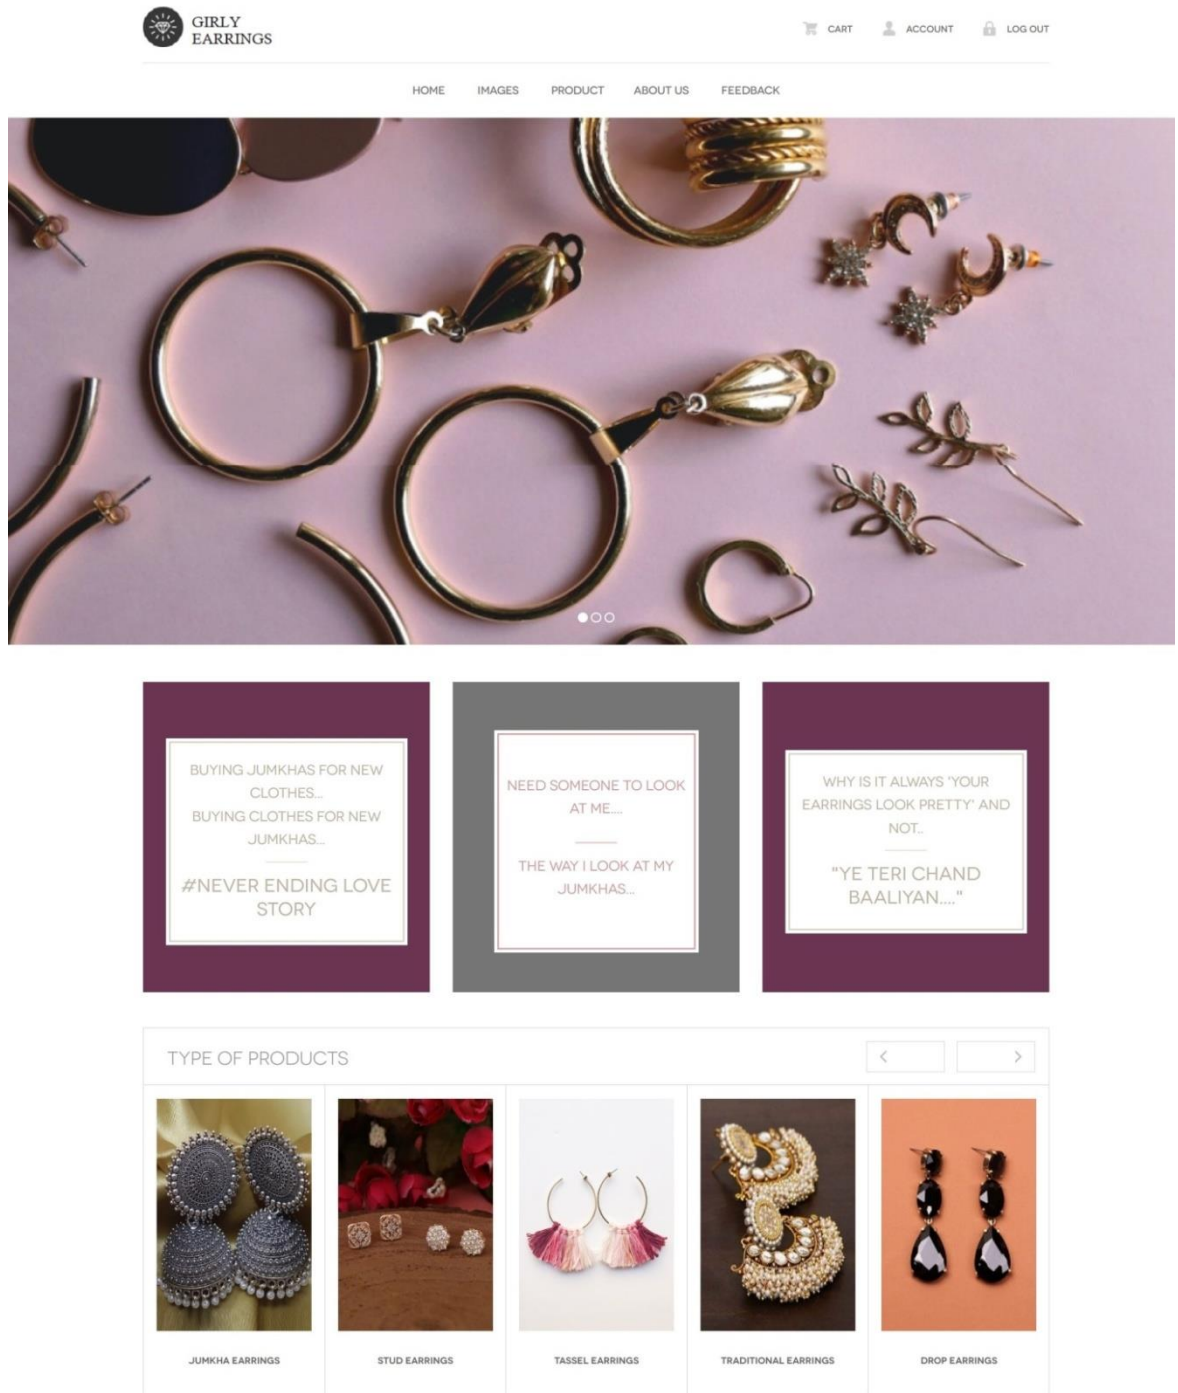 GIRLY
EARRINGS
CART
ACCOUNT
LOG OUT
HOME
IMAGES
PRODUCT
ABOUT US
FEEDBACK
BUYING JUMKHAS FOR NEW
CLOTHES...
BUYING CLOTHES FOR NEW
JUMKHAS...
#NEVER ENDING LOVE
STORY
NEED SOMEONE TO LOOK
AT ME....
THE WAY I LOOK AT MY
JUMKHAS...
WHY IS IT ALWAYS 'YOUR
EARRINGS LOOK PRETTY' AND
NOT..
"YE TERI CHAND
BAALIYAN...."
TYPE OF PRODUCTS
JUMKHA EARRINGS
STUD EARRINGS
TASSEL EARRINGS
TRADITIONAL EARRINGS
DROP EARRINGS